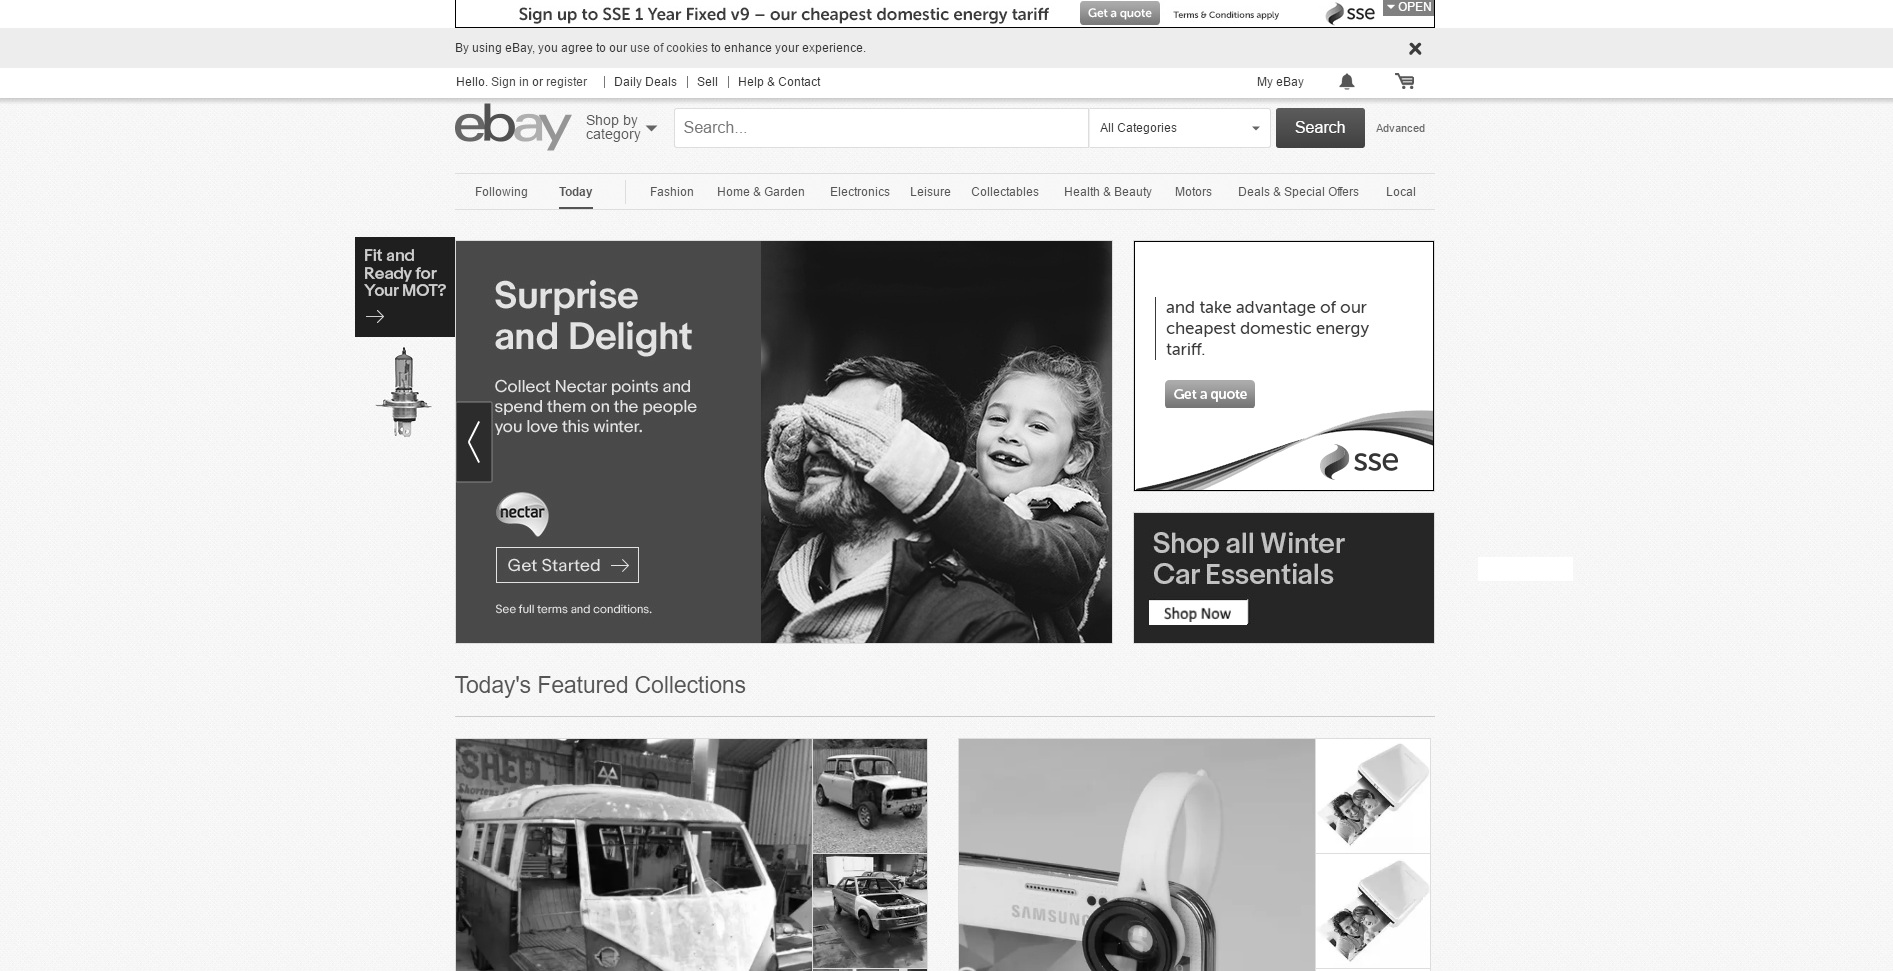 Sign up to SSE 1 Year Fixed v9 – our cheapest domestic energy tariff
Get a quote
Terms & Conditions apply
sse
OPEN
By using eBay, you agree to our use of cookies to enhance your experience.
Hello. Sign in or register
Daily Deals
Sell
Help & Contact
My eBay
ebay
Shop by
category
Search...
All Categories
Search
Advanced
Following
Today
Fashion
Home & Garden
Electronics
Leisure
Collectables
Health & Beauty
Motors
Deals & Special Offers
Local
Fit and
Ready for
Your MOT?
Surprise
and Delight
Collect Nectar points and
spend them on the people
you love this winter.
nectar
Get Started
See full terms and conditions.
and take advantage of our
cheapest domestic energy
tariff.
Get a quote
sse
Shop all Winter
Car Essentials
Shop Now
Today's Featured Collections
SHELL
SAMSUNG